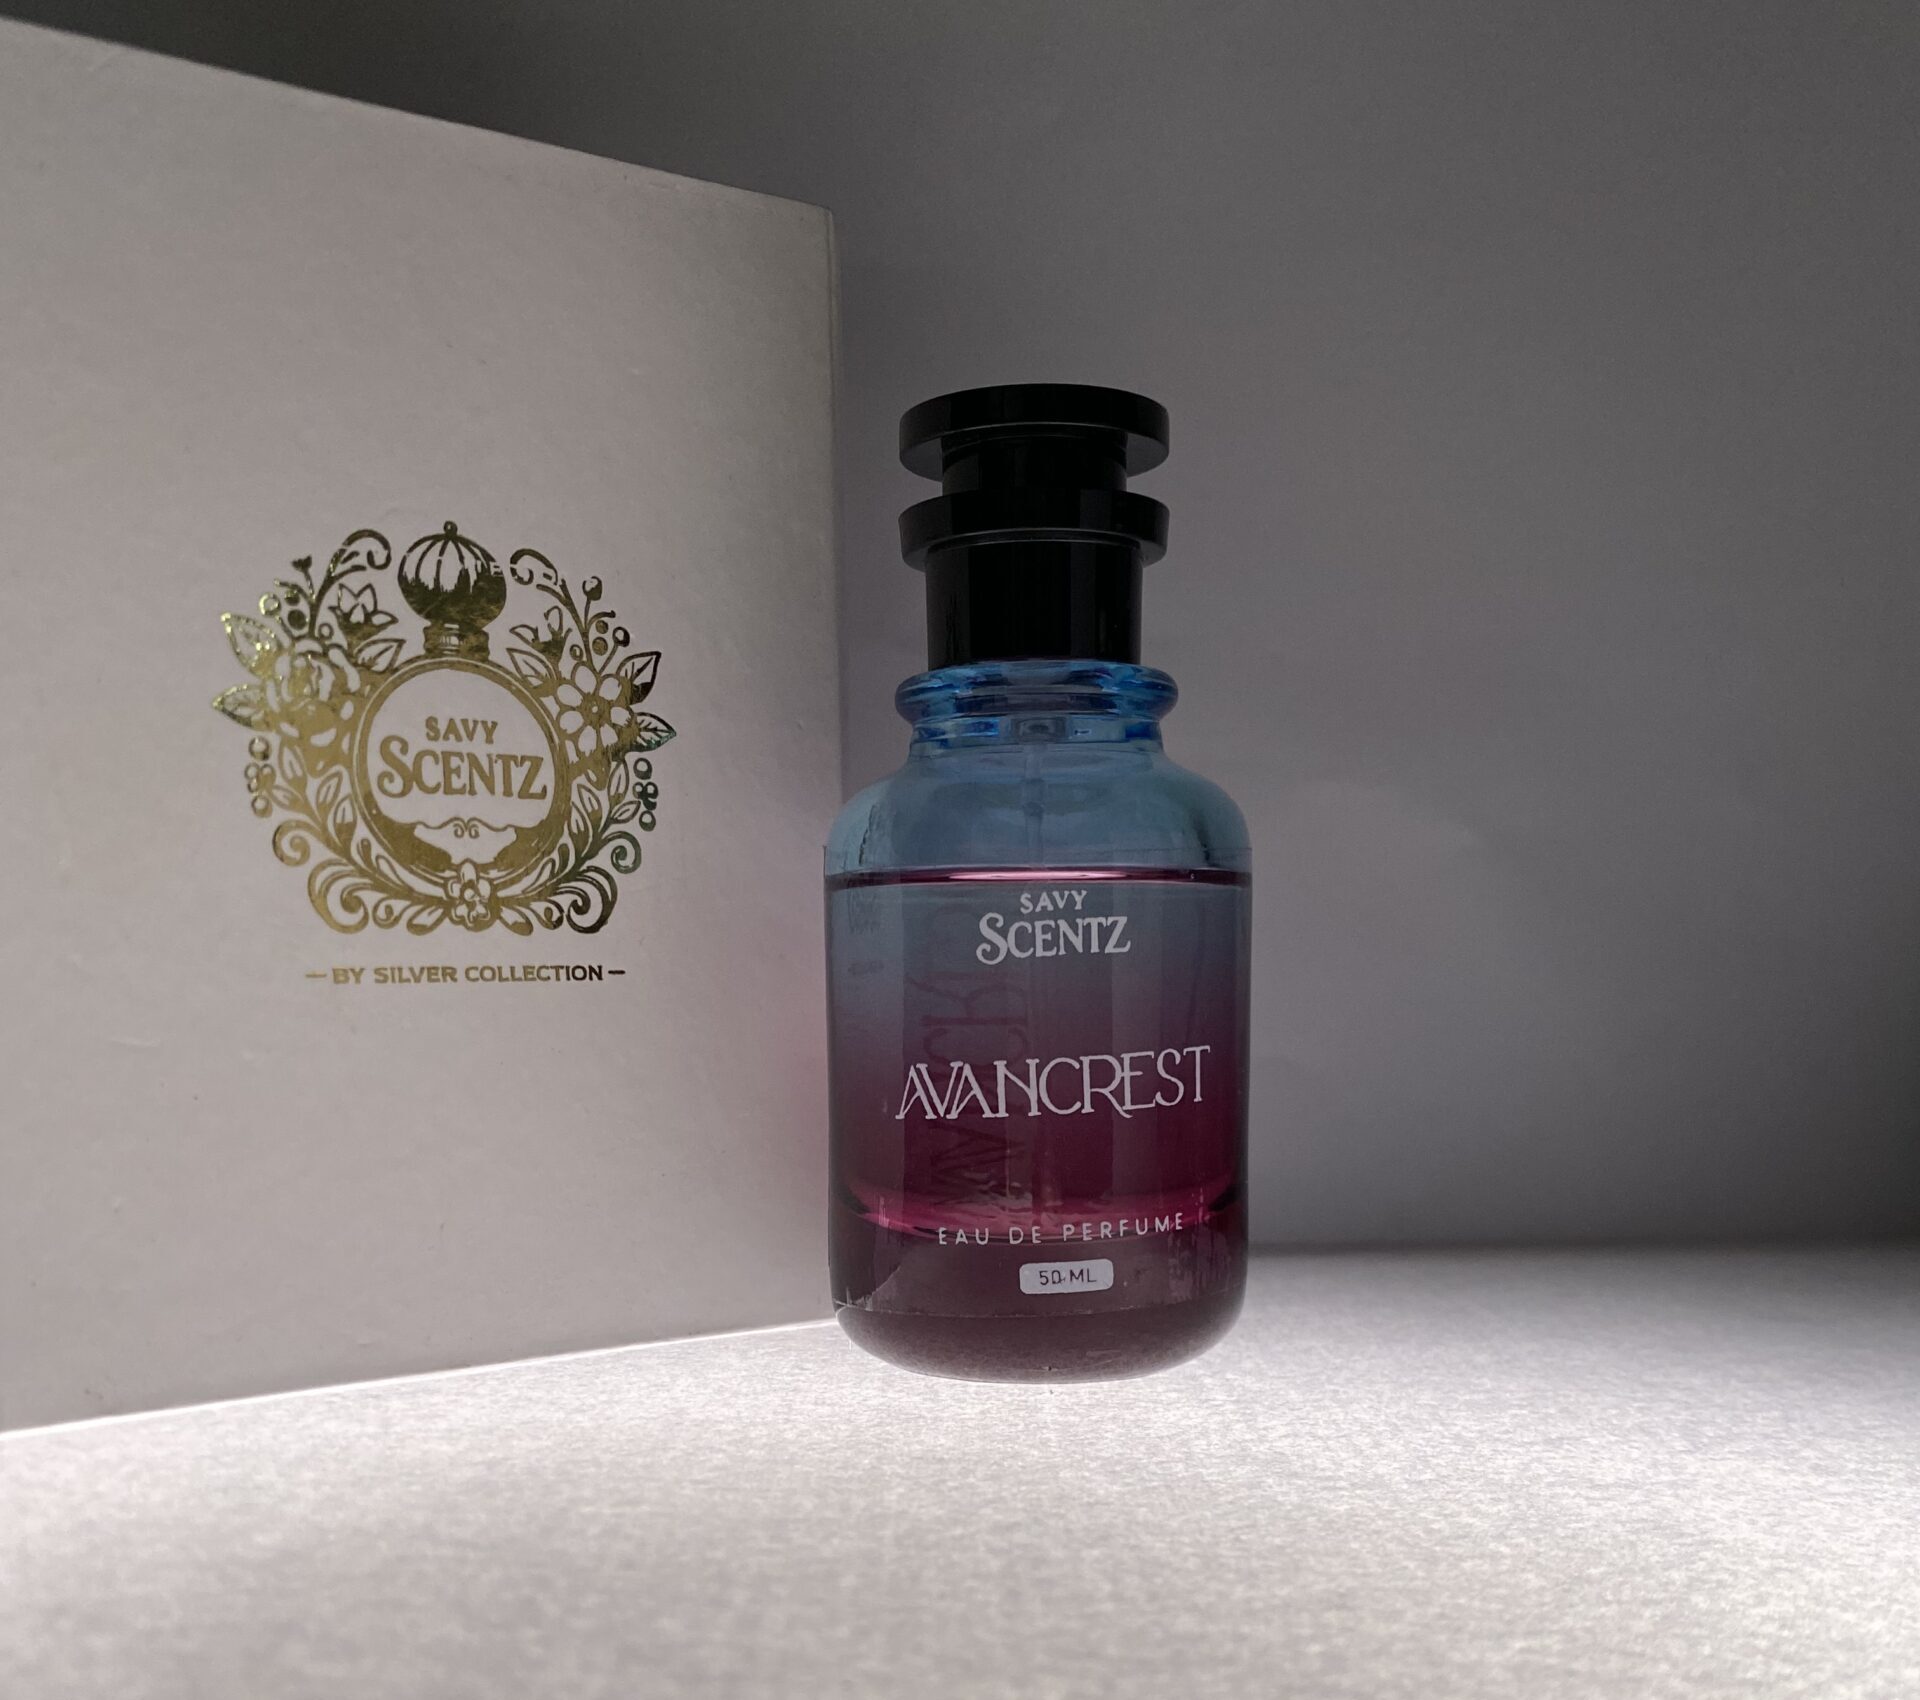 SAVY
SCENTZ
— BY SILVER COLLECTION —
SAVY
SCENTZ
AVANCREST
EAU DE PERFUME
50 ML